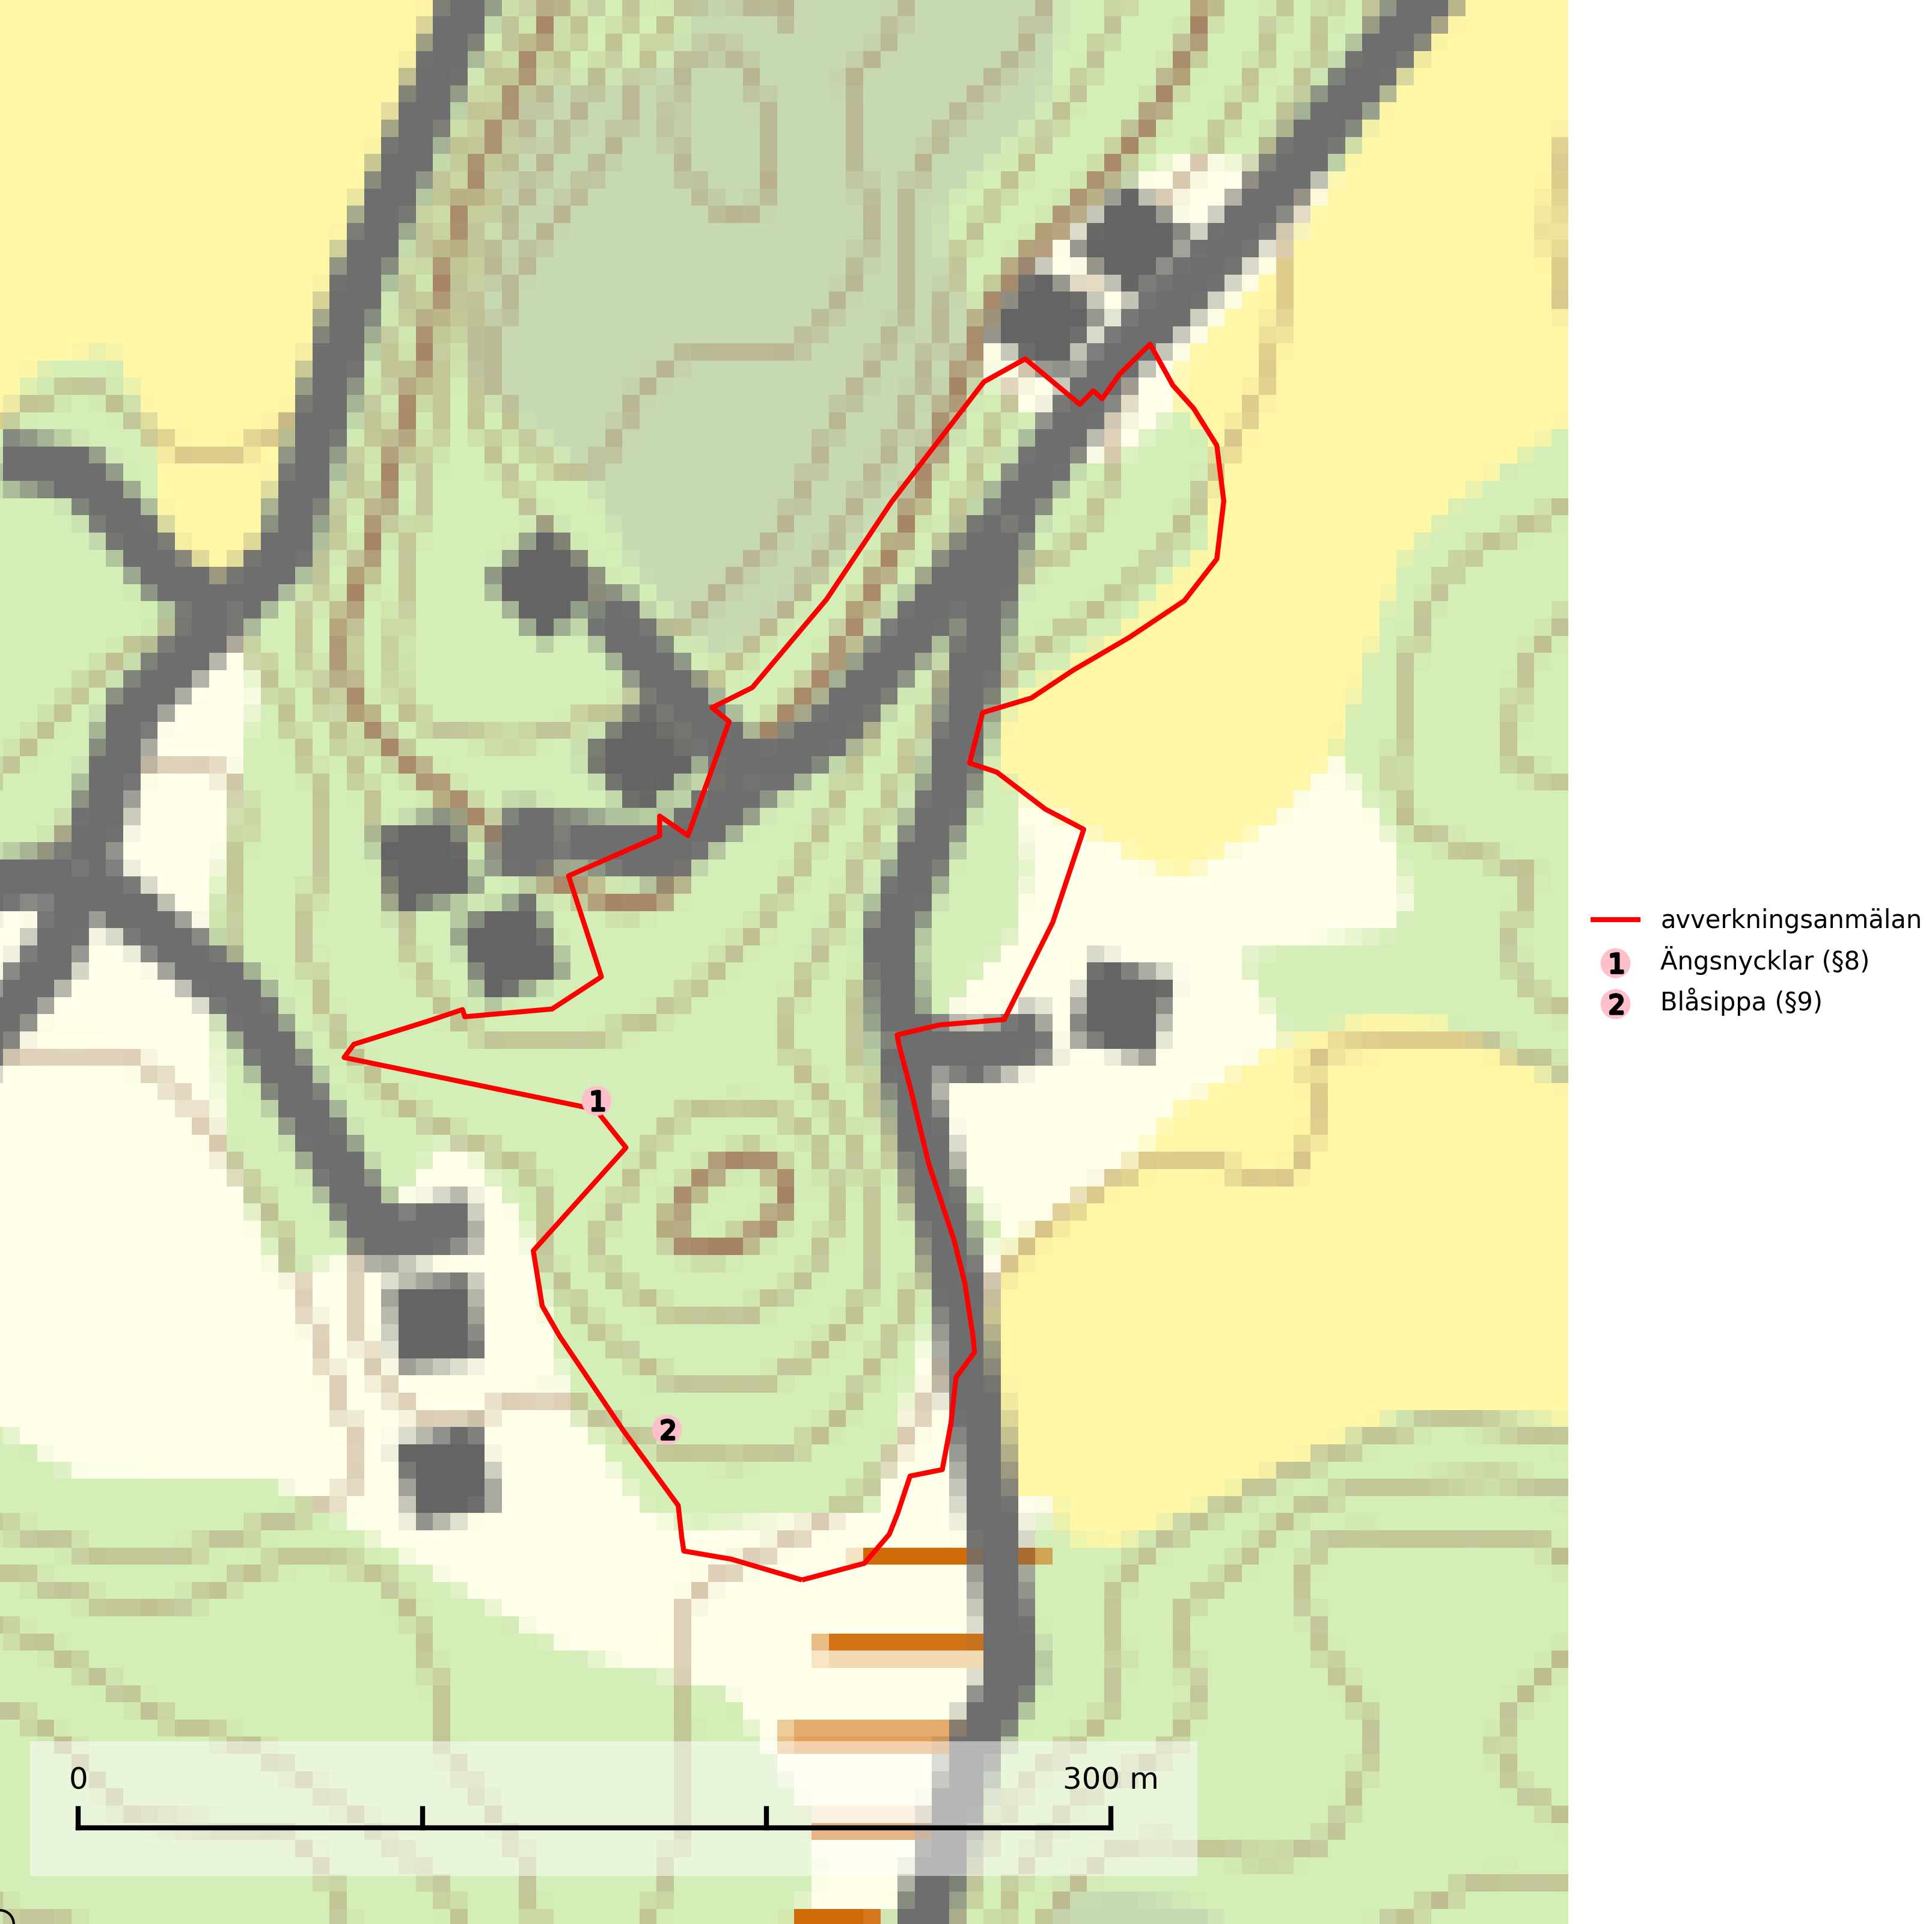 avverkningsanmälan
1 Ängsnycklar (§8)
2 Blåsippa (§9)
1
2
0 300 m